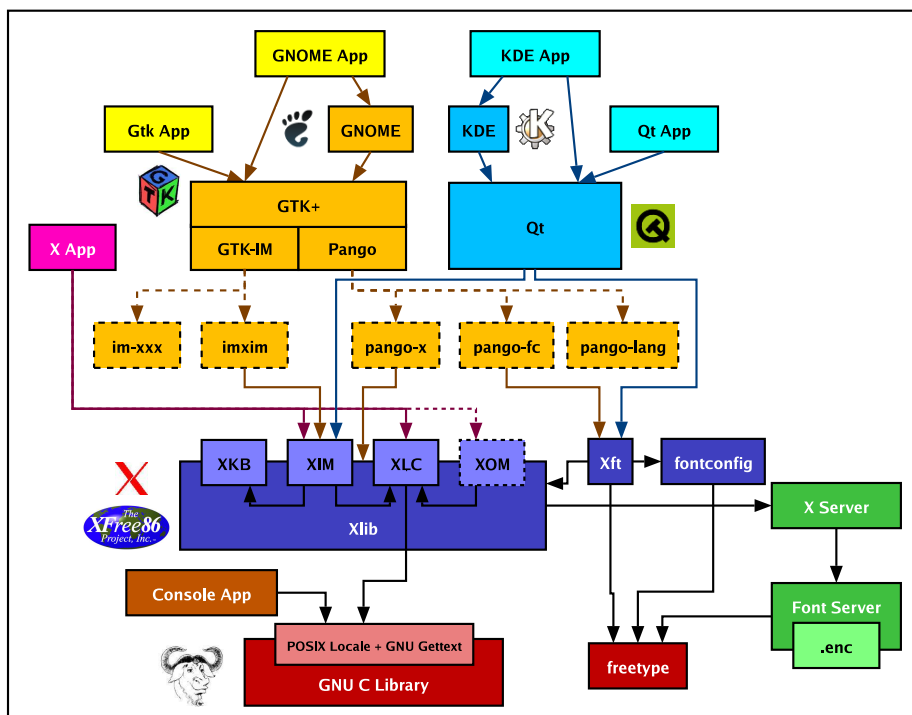 GNOME App
KDE App
Gtk App
GNOME
KDE
K
Qt App
G
T
K
GTK+
Qt
X App
GTK-IM
Pango
im-xxx
imxim
pango-x
pango-fc
pango-lang
XKB
XIM
XLC
XOM
Xft
fontconfig
X
The
XFree86
Project, Inc.
Xlib
X Server
Console App
Font Server
.enc
POSIX Locale + GNU Gettext
GNU C Library
freetype